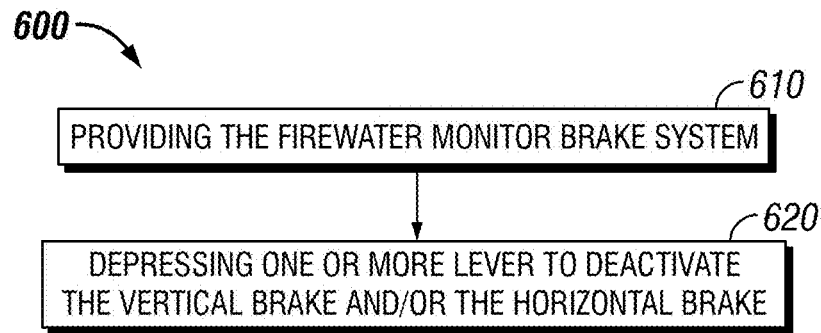 600
610
PROVIDING THE FIREWATER MONITOR BRAKE SYSTEM
620
DEPRESSING ONE OR MORE LEVER TO DEACTIVATE
THE VERTICAL BRAKE AND/OR THE HORIZONTAL BRAKE